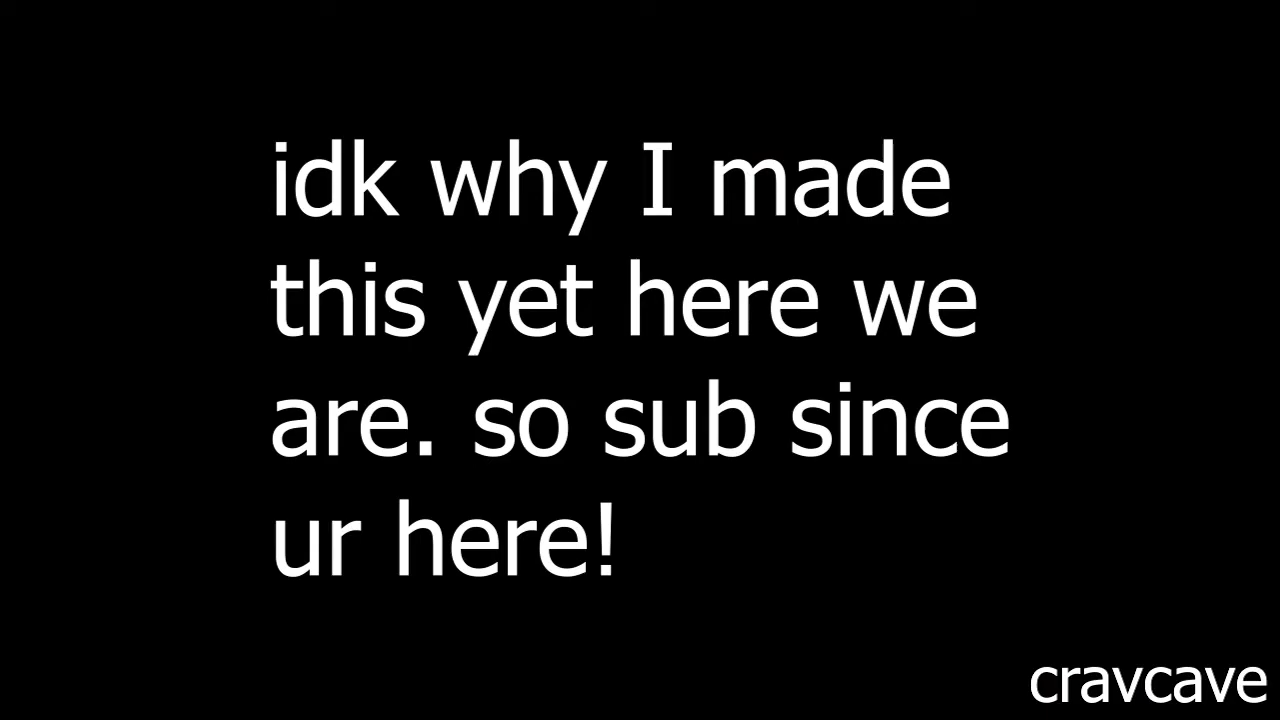 idk why I made
this yet here we
are. so sub since
ur here!
cravcave